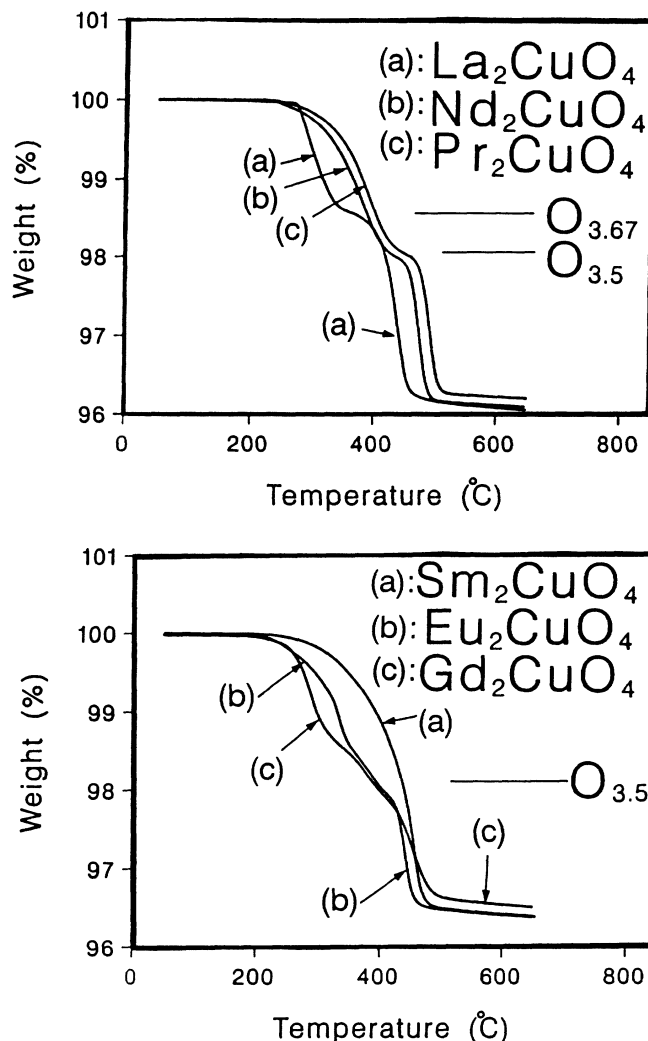 101
100
99
98
97
96
Weight (%)
(a): La₂CuO₄
(b): Nd₂CuO₄
(c): Pr₂CuO₄
O₃.₆₇
O₃.₅
(a)
(b)
(c)
(a)
0 200 400 600 800
Temperature (°C)
101
100
99
98
97
96
Weight (%)
(a): Sm₂CuO₄
(b): Eu₂CuO₄
(c): Gd₂CuO₄
O₃.₅
(b)
(a)
(c)
(c)
(b)
0 200 400 600 800
Temperature (°C)